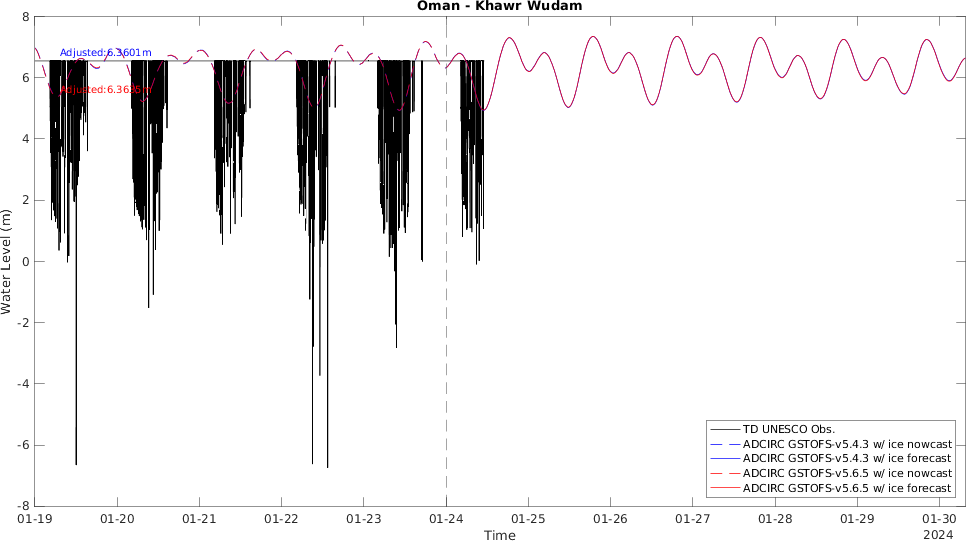 Oman - Khawr Wudam
8
6
4
2
0
-2
-4
-6
-8
Water Level (m)
Adjusted:6.3601m
Adjusted:6.3635m
TD UNESCO Obs.
ADCIRC GSTOFS-v5.4.3 w/ ice nowcast
ADCIRC GSTOFS-v5.4.3 w/ ice forecast
ADCIRC GSTOFS-v5.6.5 w/ ice nowcast
ADCIRC GSTOFS-v5.6.5 w/ ice forecast
01-19 01-20 01-21 01-22 01-23 01-24 01-25 01-26 01-27 01-28 01-29 01-30
Time
2024